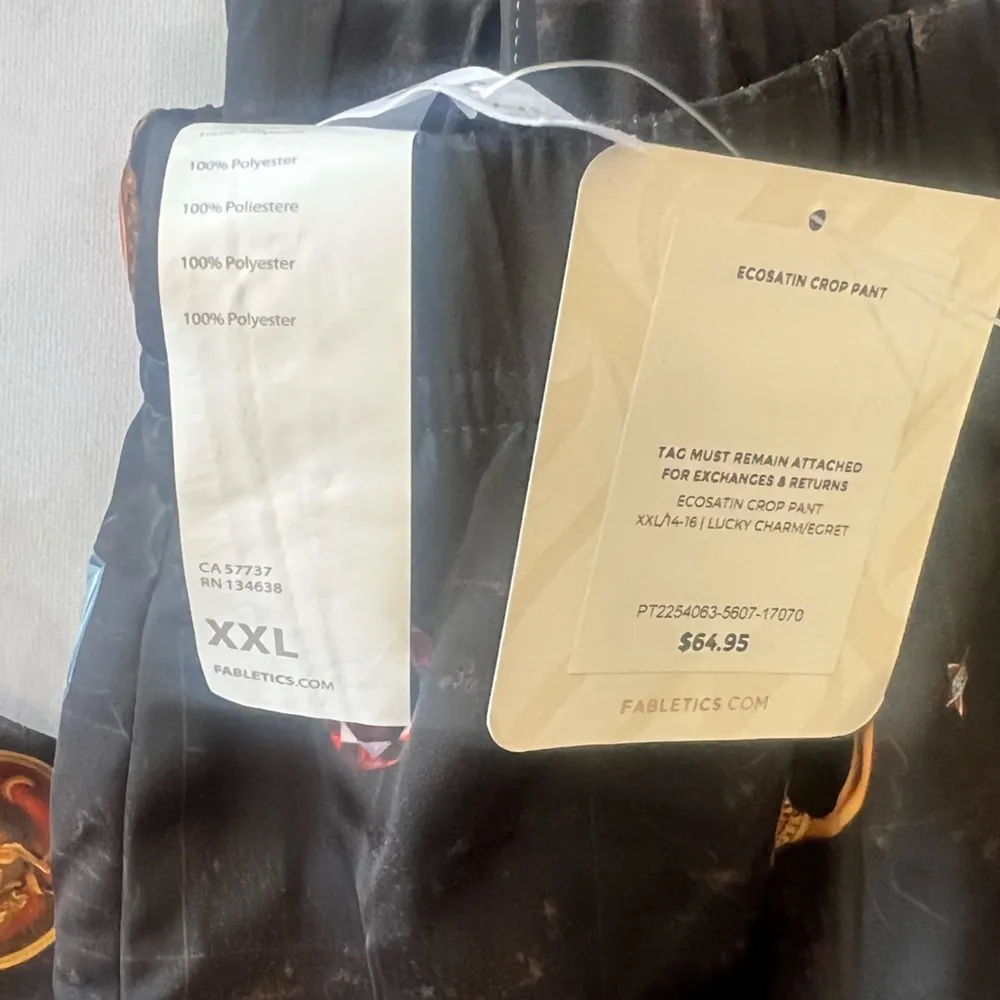 100% Polyester
100% Polyester
100% Poliestere
100% Polyester
100% Polyester
CA 57737
RN 134638
XXL
FABLETICS.COM
ECOSATIN CROP PANT
TAG MUST REMAIN ATTACHED
FOR EXCHANGES & RETURNS
ECOSATIN CROP PANT
XXL/14-16 | LUCKY CHARM/EGRET
PT2254063-5607-17070
$64.95
FABLETICS.COM